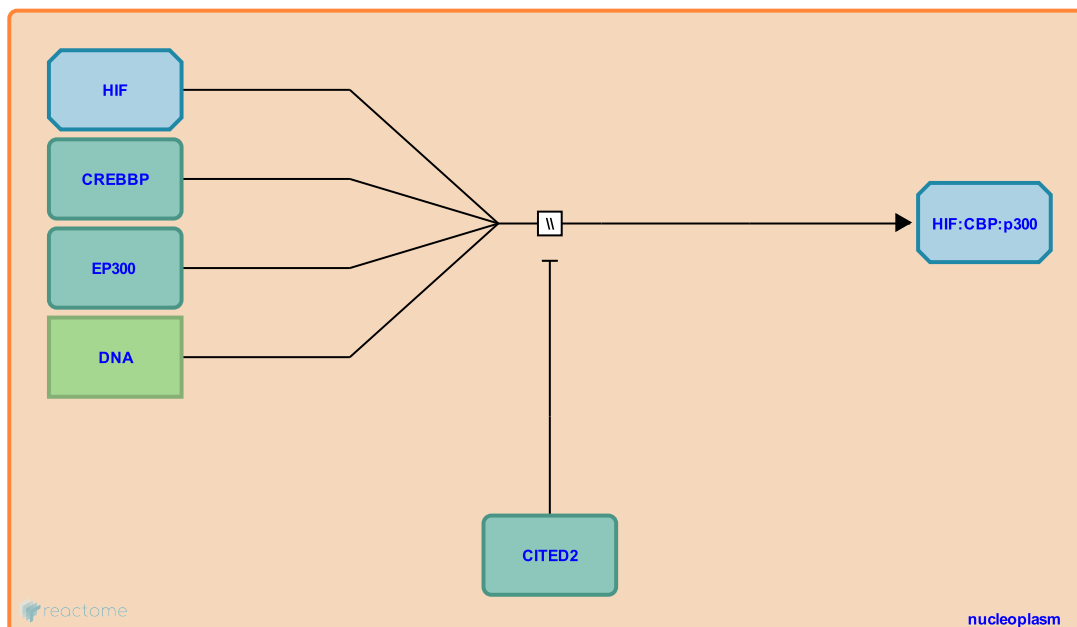 HIF
CREBBP
EP300
DNA
\\
HIF:CBP:p300
CITED2
reactome
nucleoplasm